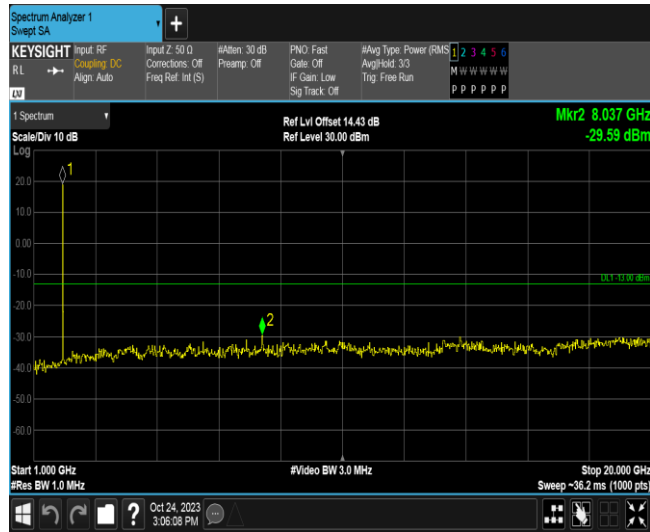 Spectrum Analyzer 1
Swept SA
+
KEYSIGHT
RL
LXI
Input: RF
Coupling: DC
Align: Auto
Input Z: 50 Ω
Corrections: Off
Freq Ref: Int (S)
#Atten: 30 dB
Preamp: Off
PNO: Fast
Gate: Off
IF Gain: Low
Sig Track: Off
#Avg Type: Power (RMS
Avg|Hold: 3/3
Trig: Free Run
1 2 3 4 5 6
M W W W W W
P P P P P P
1 Spectrum
Scale/Div 10 dB
Log
Ref Lvl Offset 14.43 dB
Ref Level 30.00 dBm
Mkr2 8.037 GHz
-29.59 dBm
1
20.0
10.0
0.00
-10.0
DL1 -13.00 dBm
-20.0
2
-30.0
-40.0
-50.0
-60.0
Start 1.000 GHz
#Res BW 1.0 MHz
#Video BW 3.0 MHz
Stop 20.000 GHz
Sweep ~36.2 ms (1000 pts)
?
Oct 24, 2023
3:06:08 PM